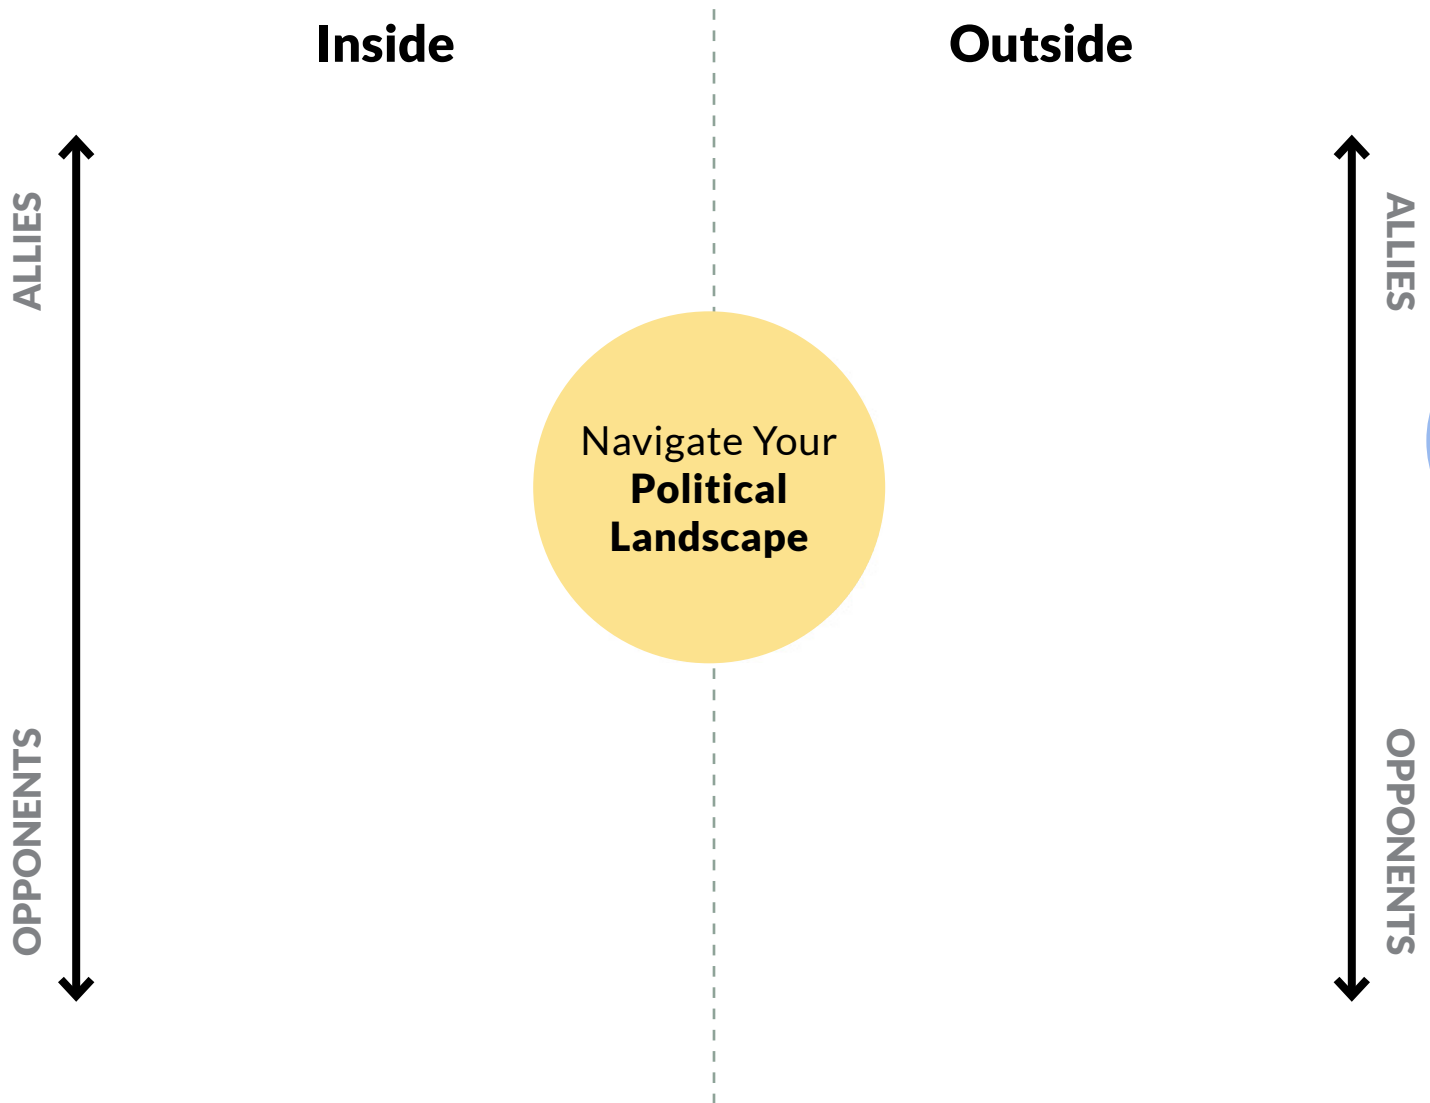 Inside
Outside
ALLIES
ALLIES
Navigate Your
Political
Landscape
OPPONENTS
OPPONENTS